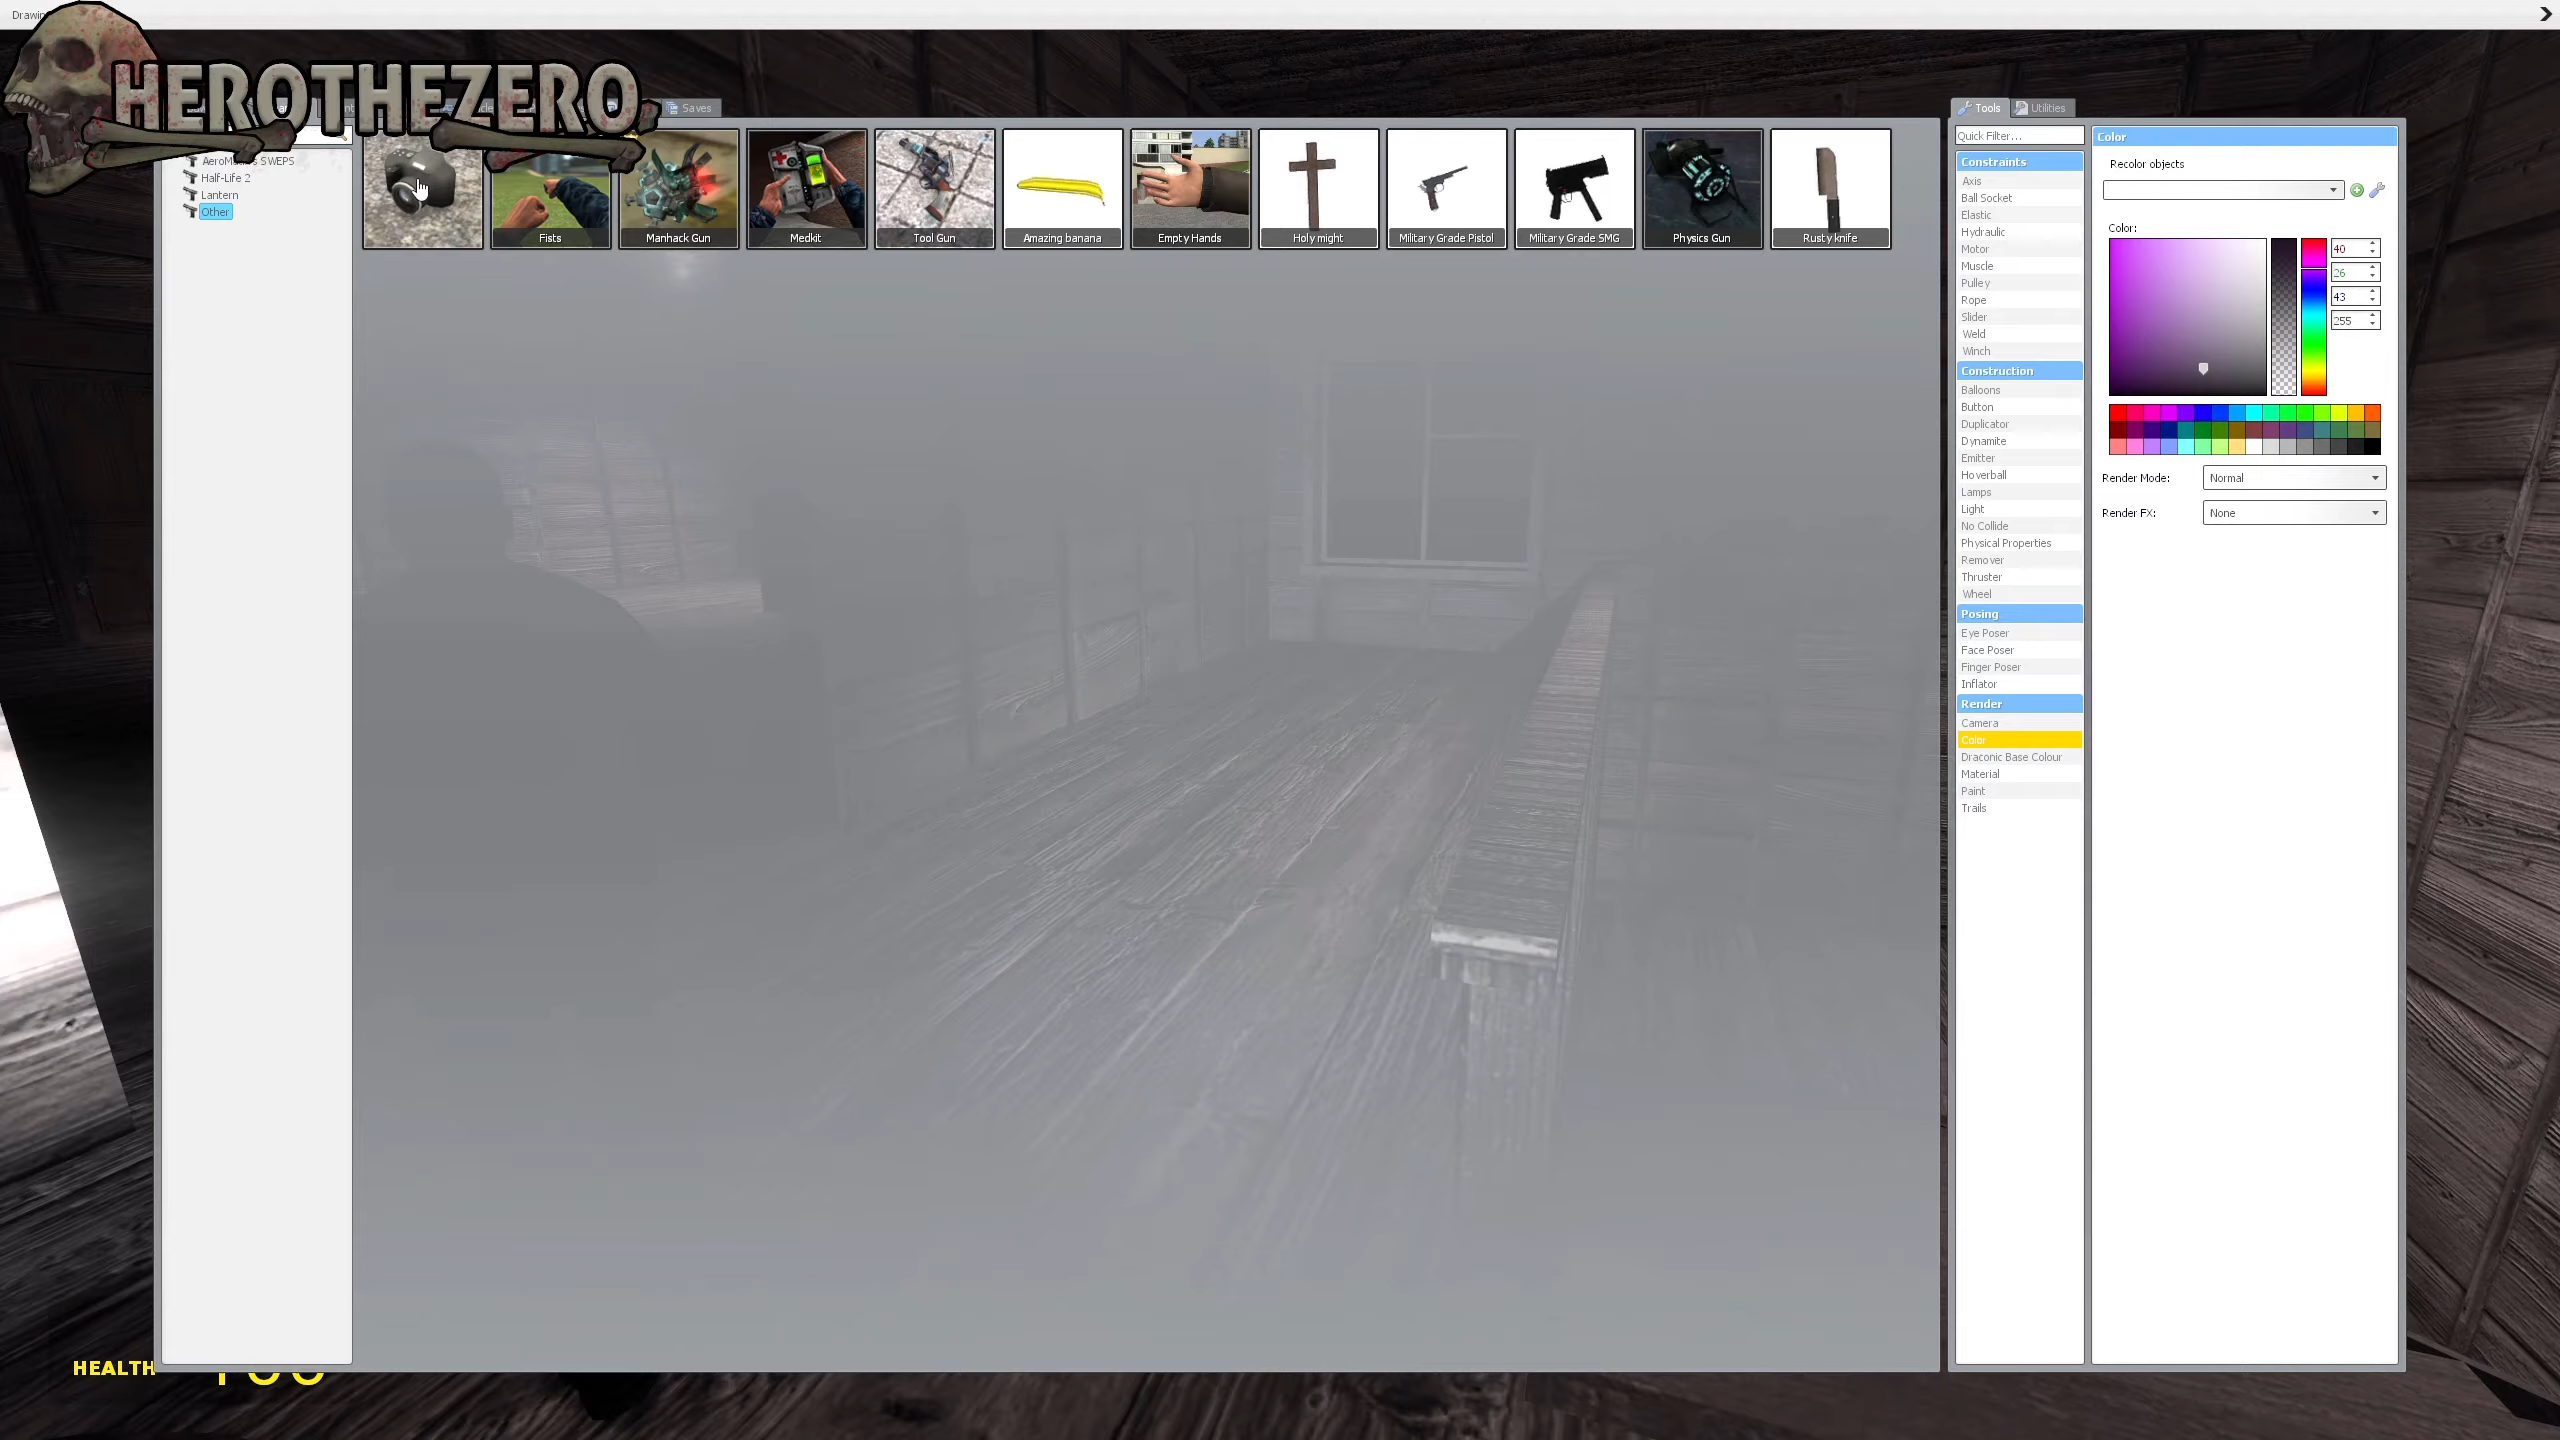 Drawin
HEROTHEZERO
Saves
Tools
Utilities
Quick Filter...
Color
Constraints
Recolor objects
SWEPS
Half-Life 2
Lantern
Other
Fists
Manhack Gun
Medkit
Tool Gun
Amazing banana
Empty Hands
Holy might
Military Grade Pistol
Military Grade SMG
Physics Gun
Rusty knife
Axis
Ball Socket
Elastic
Hydraulic
Motor
Muscle
Pulley
Rope
Slider
Weld
Winch
Construction
Balloons
Button
Duplicator
Dynamite
Emitter
Hoverball
Lamps
Light
No Collide
Physical Properties
Remover
Thruster
Wheel
Posing
Eye Poser
Face Poser
Finger Poser
Inflator
Render
Camera
Color
Draconic Base Colour
Material
Paint
Trails
Color:
40
26
43
255
Render Mode: Normal
Render FX: None
HEALTH 100